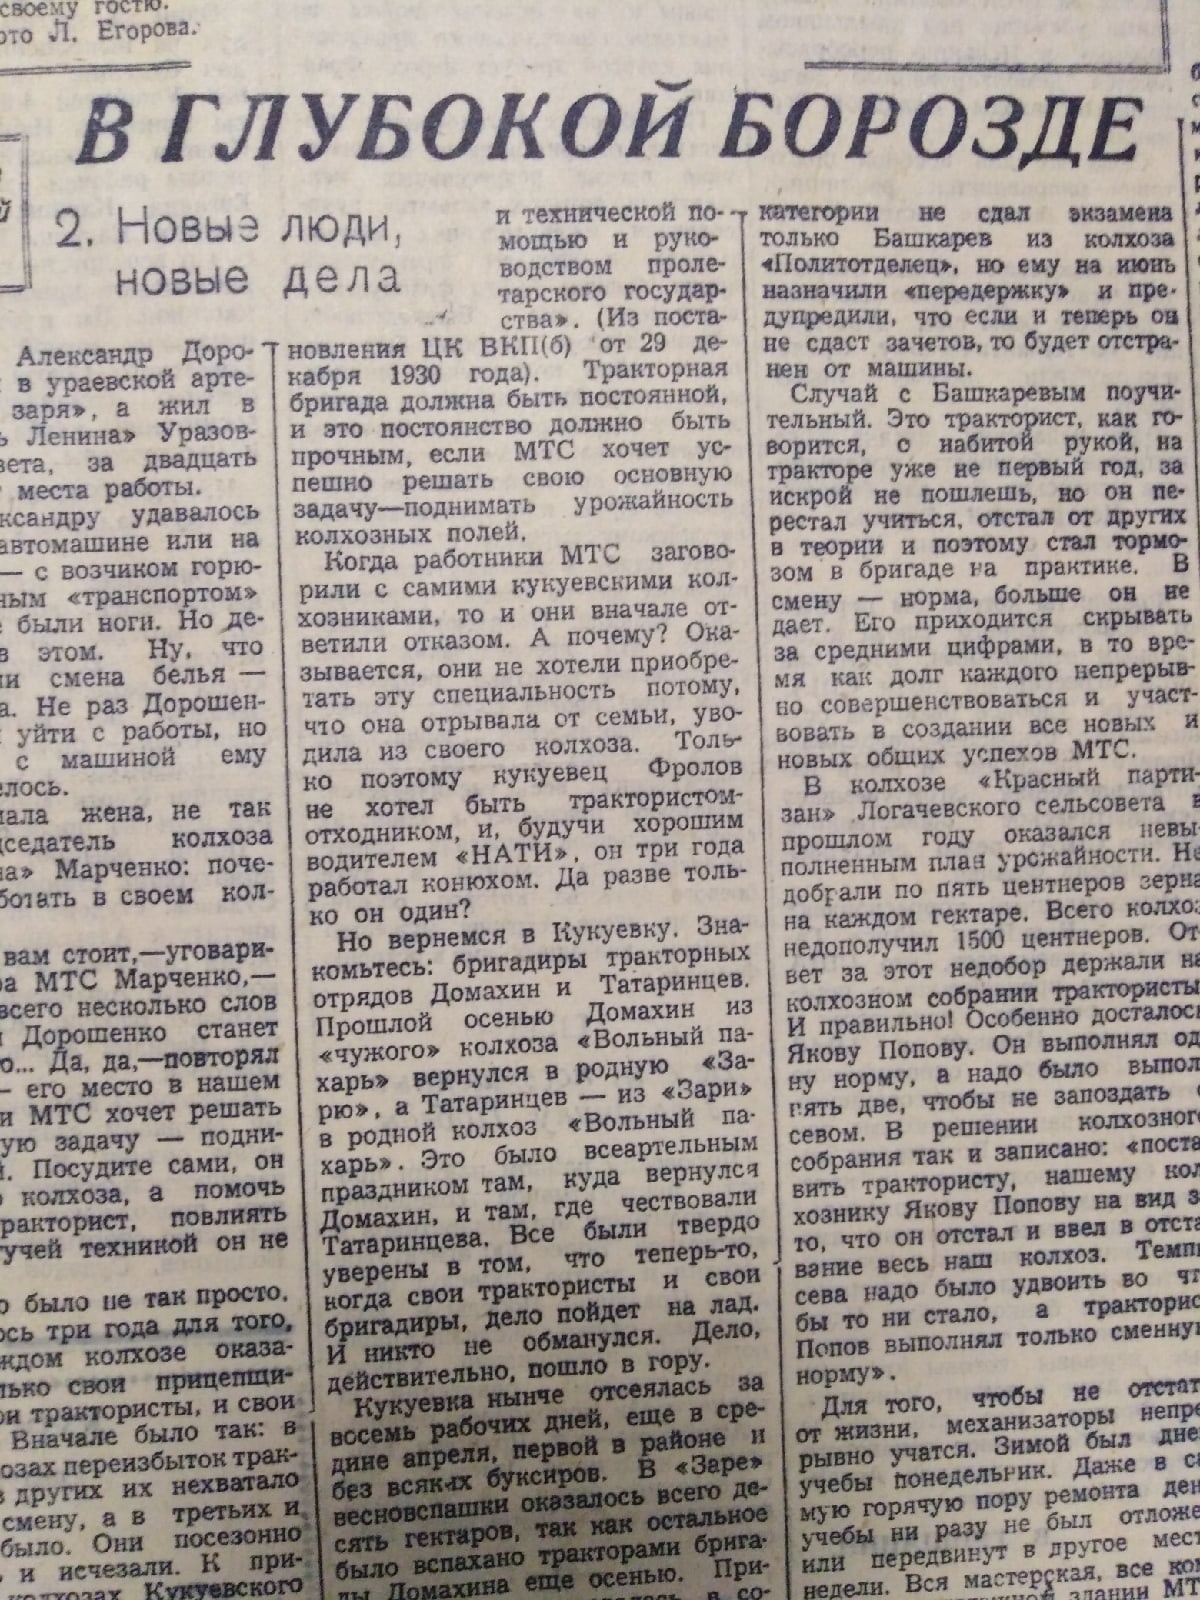 своему гостю.
Л. Егорова.
В ГЛУБОКОЙ БОРОЗДЕ
2. Новые люди,
новые дела
Александр Доро-
в ураевской арте-
заря», а жил в
Ленина» Уразов-
за двадцать
места работы.
удавалось
автомашине или на
— с возчиком горю-
«транспортом»
были ноги. Но де-
этом. Ну, что
смена белья —
Не раз Дорошен-
уйти с работы, но
с машиной ему
жена, не так
колхоза
Марченко: поче-
в своем кол-
вам стоит,—уговари-
МТС Марченко,—
всего несколько слов
Дорошенко станет
Да, да,—повторял
— его место в нашем
МТС хочет решать
задачу — подни-
Посудите сами, он
колхоза, а помочь
повлиять
техникой он не
было не так просто.
три года для того,
колхозе оказа-
свои прицепщи-
трактористы, и свои
Вначале было так: в
переизбыток трак-
других их нехватало
смену, а в третьих и
было. Они посезонно
и исчезали. К при-
Кукуевского
и технической по-
мощью и руко-
водством проле-
тарского государ-
ства». (Из поста-
новления ЦК ВКП(б) от 29 де-
кабря 1930 года). Тракторная
бригада должна быть постоянной,
и это постоянство должно быть
прочным, если МТС хочет ус-
пешно решать свою основную
задачу—поднимать урожайность
колхозных полей.
Когда работники МТС загово-
рили с самими кукуевскими кол-
хозниками, то и они вначале от-
ветили отказом. А почему? Ока-
зывается, они не хотели приобре-
тать эту специальность потому,
что она отрывала от семьи, уво-
дила из своего колхоза. Толь-
ко поэтому кукуевец Фролов
не хотел быть трактористом-
отходником, и, будучи хорошим
водителем «НАТИ», он три года
работал конюхом. Да разве толь-
ко он один?
Но вернемся в Кукуевку. Зна-
комьтесь: бригадиры тракторных
отрядов Домахин и Татаринцев.
Прошлой осенью Домахин из
«чужого» колхоза «Вольный па-
харь» вернулся в родную «За-
рю», а Татаринцев — из «Зари»
в родной колхоз «Вольный па-
харь». Это было всеартельным
праздником там, куда вернулся
Домахин, и там, где чествовали
Татаринцева. Все были твердо
уверены в том, что теперь-то,
когда свои трактористы и свои
бригадиры, дело пойдет на лад.
И никто не обманулся. Дело,
действительно, пошло в гору.
Кукуевка нынче отсеялась за
восемь рабочих дней, еще в сре-
дине апреля, первой в районе и
без всяких буксиров. В «Заре»
весновспашки оказалось всего де-
сять гектаров, так как остальное
было вспахано тракторами брига-
ды Домахина еще осенью. При-
в со-
категории не сдал экзамена
только Башкарев из колхоза
«Политотделец», но ему на июнь
назначили «передержку» и пре-
дупредили, что если и теперь он
не сдаст зачетов, то будет отстра-
нен от машины.
Случай с Башкаревым поучи-
тельный. Это тракторист, как го-
ворится, с набитой рукой, на
тракторе уже не первый год, за
искрой не пошлешь, но он пе-
рестал учиться, отстал от других
в теории и поэтому стал тормо-
зом в бригаде на практике. В
смену — норма, больше он не
дает. Его приходится скрывать
за средними цифрами, в то вре-
мя как долг каждого непрерыв-
но совершенствоваться и участ-
вовать в создании все новых и
новых общих успехов МТС.
В колхозе «Красный парти-
зан» Логачевского сельсовета в
прошлом году оказался невы-
полненным план урожайности. Не
добрали по пять центнеров зерна
на каждом гектаре. Всего колхоз
недополучил 1500 центнеров. От-
вет за этот недобор держали на
колхозном собрании трактористы.
И правильно! Особенно досталось
Якову Попову. Он выполнял од-
ну норму, а надо было выпол-
нять две, чтобы не запоздать с
севом. В решении колхозного
собрания так и записано: «поста-
вить трактористу, нашему кол-
хознику Якову Попову на вид за
то, что он отстал и ввел в отста-
вание весь наш колхоз. Темпы
сева надо было удвоить во что
бы то ни стало, а тракторист
Попов выполнял только сменную
норму».
Для того, чтобы не отстать
от жизни, механизаторы непре-
рывно учатся. Зимой был днем
учебы понедельник. Даже в са-
мую горячую пору ремонта день
учебы ни разу не был отложен
или передвинут в другое место
недели. Вся мастерская, все
здании МТС